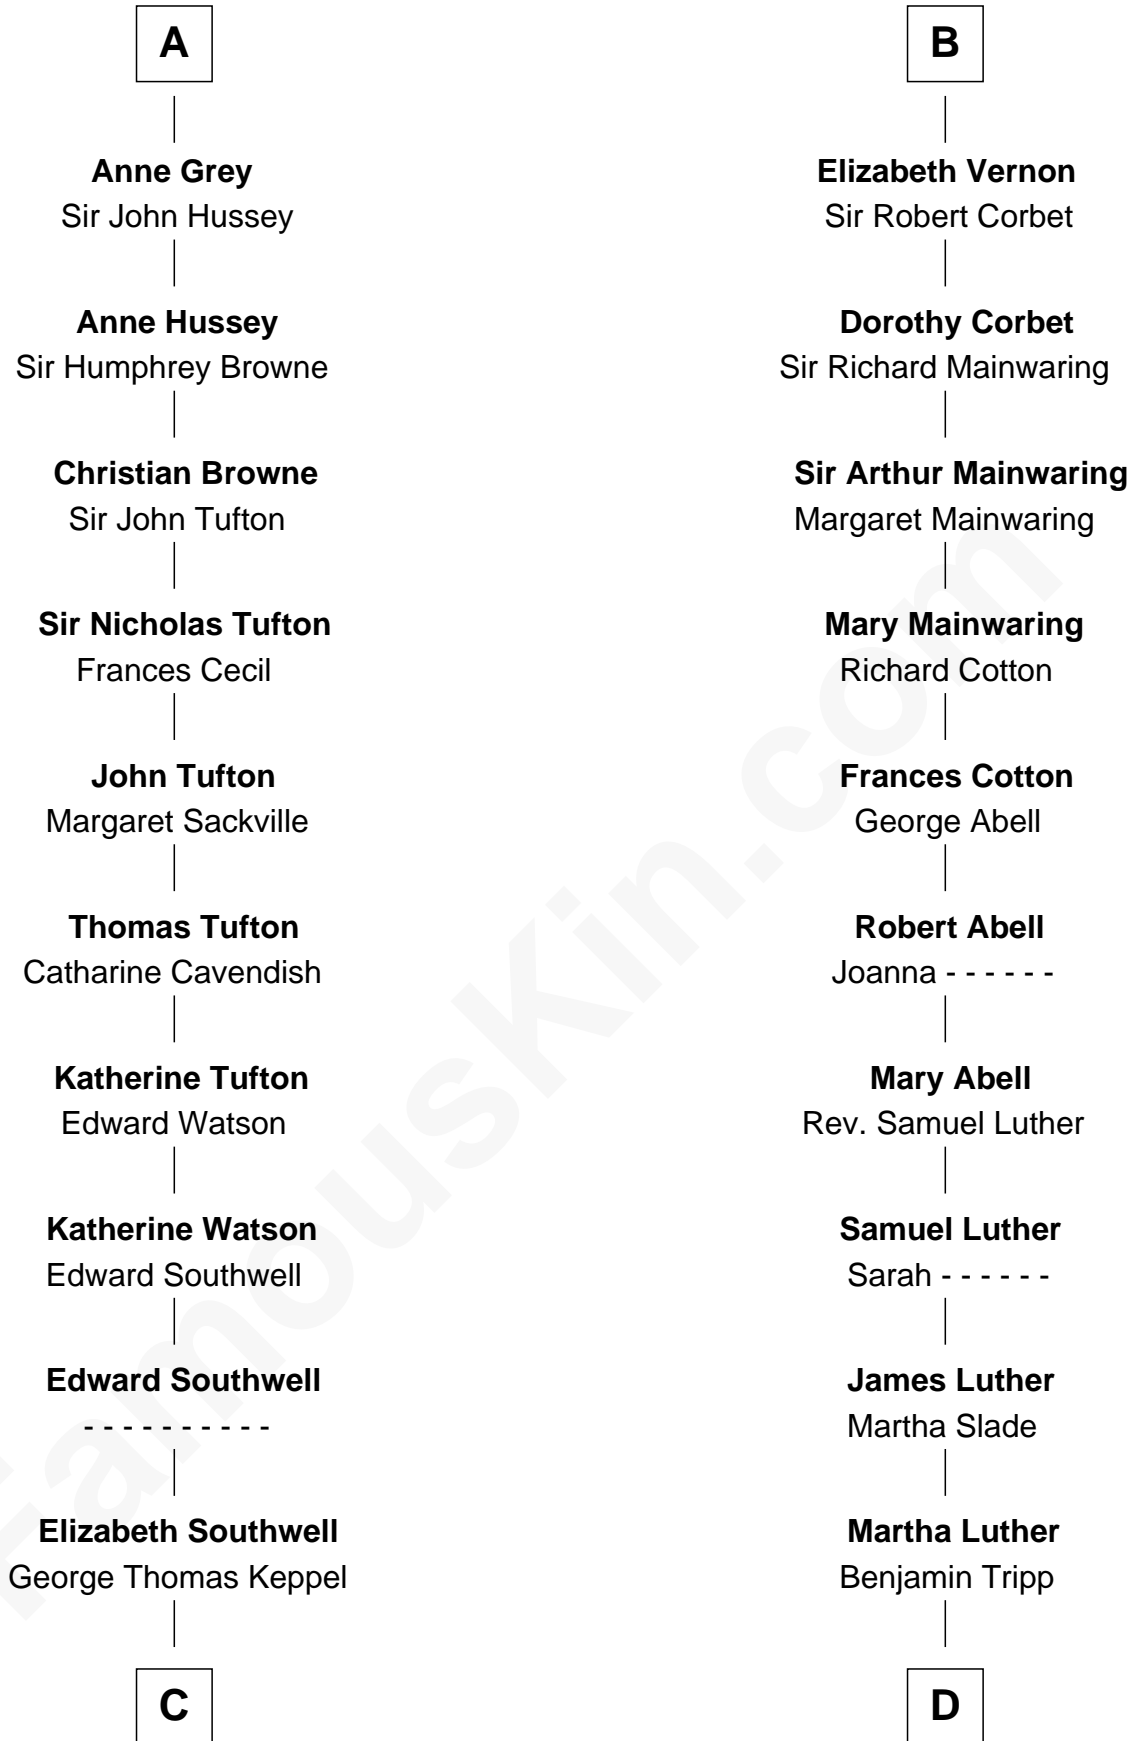 A
Anne Grey
Sir John Hussey
Anne Hussey
Sir Humphrey Browne
Christian Browne
Sir John Tufton
Sir Nicholas Tufton
Frances Cecil
John Tufton
Margaret Sackville
Thomas Tufton
Catharine Cavendish
Katherine Tufton
Edward Watson
Katherine Watson
Edward Southwell
Edward Southwell
- - - - - - - - - -
Elizabeth Southwell
George Thomas Keppel
C
B
Elizabeth Vernon
Sir Robert Corbet
Dorothy Corbet
Sir Richard Mainwaring
Sir Arthur Mainwaring
Margaret Mainwaring
Mary Mainwaring
Richard Cotton
Frances Cotton
George Abell
Robert Abell
Joanna - - - - - -
Mary Abell
Rev. Samuel Luther
Samuel Luther
Sarah - - - - - -
James Luther
Martha Slade
Martha Luther
Benjamin Tripp
D
FamousKin.com